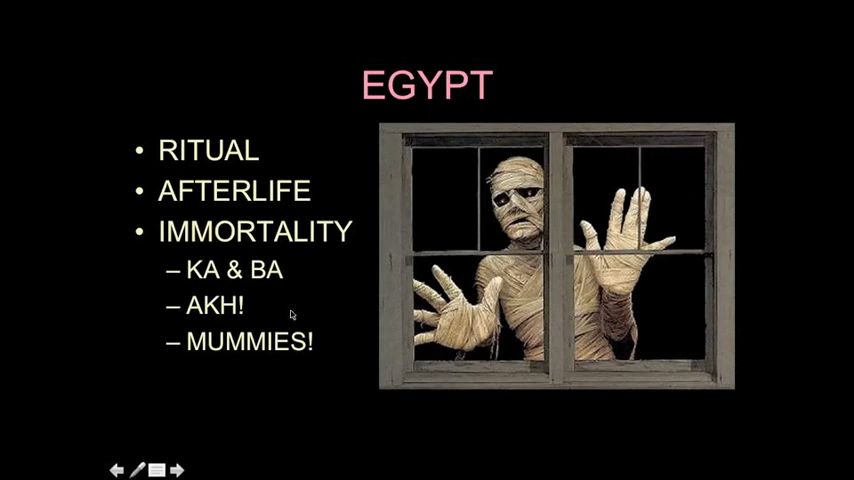 EGYPT
• RITUAL
• AFTERLIFE
• IMMORTALITY
– KA & BA
– AKH!
– MUMMIES!